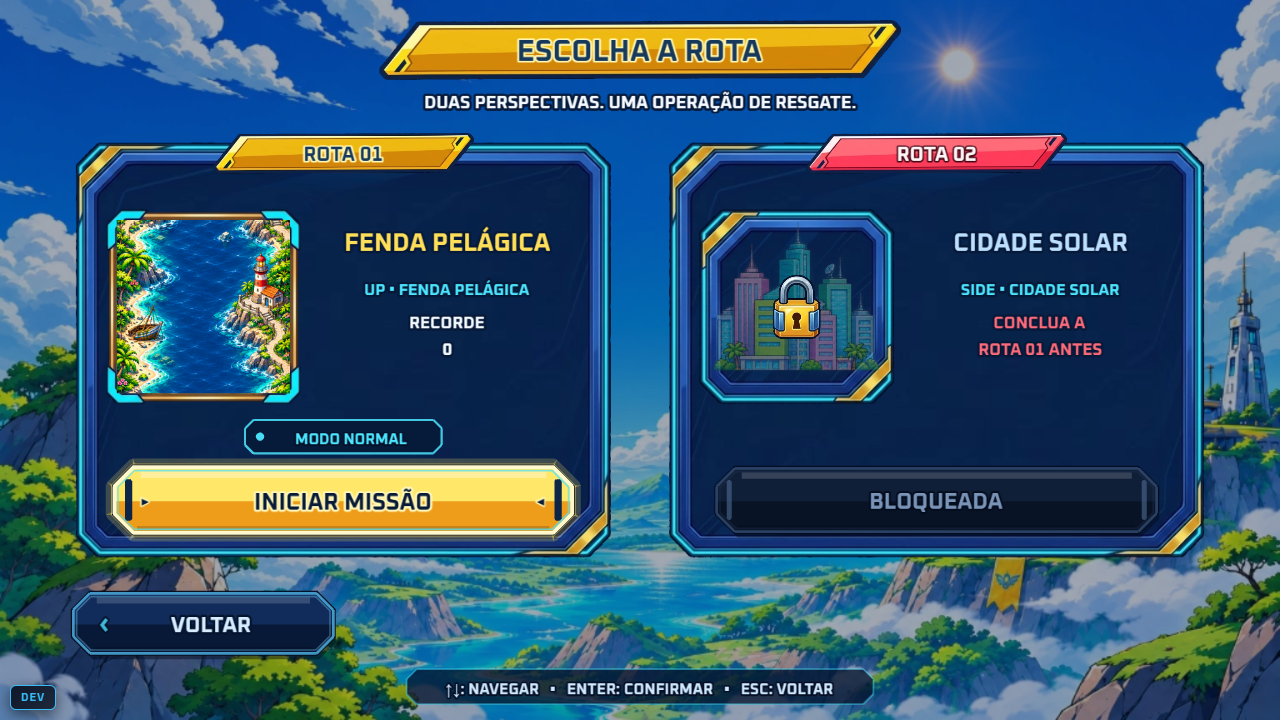 ESCOLHA A ROTA
DUAS PERSPECTIVAS. UMA OPERAÇÃO DE RESGATE.
ROTA 01
FENDA PELÁGICA
UP • FENDA PELÁGICA
RECORDE
0
MODO NORMAL
INICIAR MISSÃO
ROTA 02
CIDADE SOLAR
SIDE • CIDADE SOLAR
CONCLUA A
ROTA 01 ANTES
BLOQUEADA
VOLTAR
↑↓: NAVEGAR • ENTER: CONFIRMAR • ESC: VOLTAR
DEV